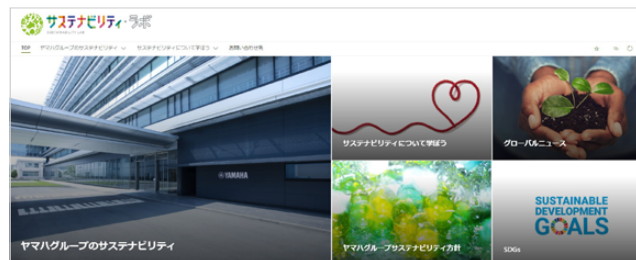 サステナビリティ・ラボ
TOP ヤマハグループのサステナビリティ サステナビリティについて学ぼう お問い合わせ先
YAMAHA
ヤマハグループのサステナビリティ
サステナビリティについて学ぼう
グローバルニュース
ヤマハグループサステナビリティ方針
SUSTAINABLE
DEVELOPMENT
GOALS
SDGs